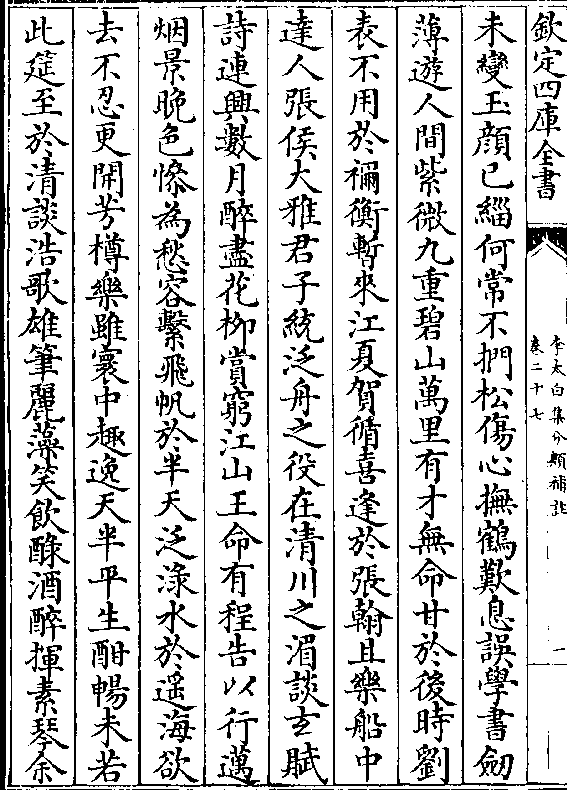 欽定四庫全書
李太白集分類補註
卷二十七
一
未變玉顔已緇何常不捫松傷心撫鶴歎息誤學書劒
薄遊人間紫微九重碧山萬里有才無命甘於後時劉
表不用於禰衡暫來江夏賀循喜逢於張翰且樂船中
達人張侯大雅君子統泛舟之役在清川之湄談玄賦
詩連興數月醉盡花柳賞窮江山王命有程告以行邁
烟景晚色慘為愁容繫飛帆於半天泛渌水於遥海欲
去不忍更開芳樽樂雖寰中趣逸天半平生酣暢未若
此筵至於清談浩歌雄筆麗藻笑飲醁酒醉揮素琴余